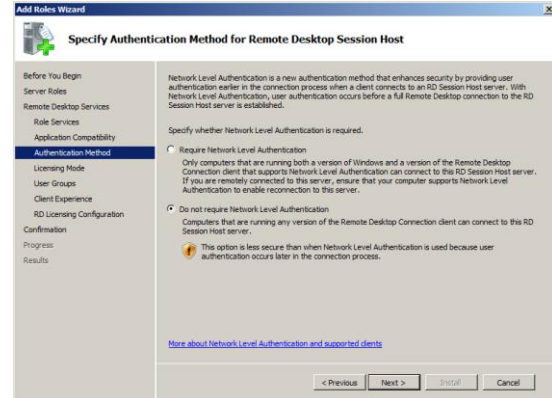 Add Roles Wizard
Specify Authentication Method for Remote Desktop Session Host
Before You Begin
Server Roles
Remote Desktop Services
Role Services
Application Compatibility
Authentication Method
Licensing Mode
User Groups
Client Experience
RD Licensing Configuration
Confirmation
Progress
Results
Network Level Authentication is a new authentication method that enhances security by providing user
authentication earlier in the connection process when a client connects to an RD Session Host server. With
Network Level Authentication, user authentication occurs before a full Remote Desktop connection to the RD
Session Host server is established.
Specify whether Network Level Authentication is required.
Require Network Level Authentication
Only computers that are running both a version of Windows and a version of the Remote Desktop
Connection client that supports Network Level Authentication can connect to this RD Session Host server.
If you are remotely connected to this server, ensure that your computer supports Network Level
Authentication to enable reconnection to this server.
Do not require Network Level Authentication
Computers that are running any version of the Remote Desktop Connection client can connect to this RD
Session Host server.
This option is less secure than when Network Level Authentication is used because user
authentication occurs later in the connection process.
More about Network Level Authentication and supported clients
< Previous
Next >
Install
Cancel